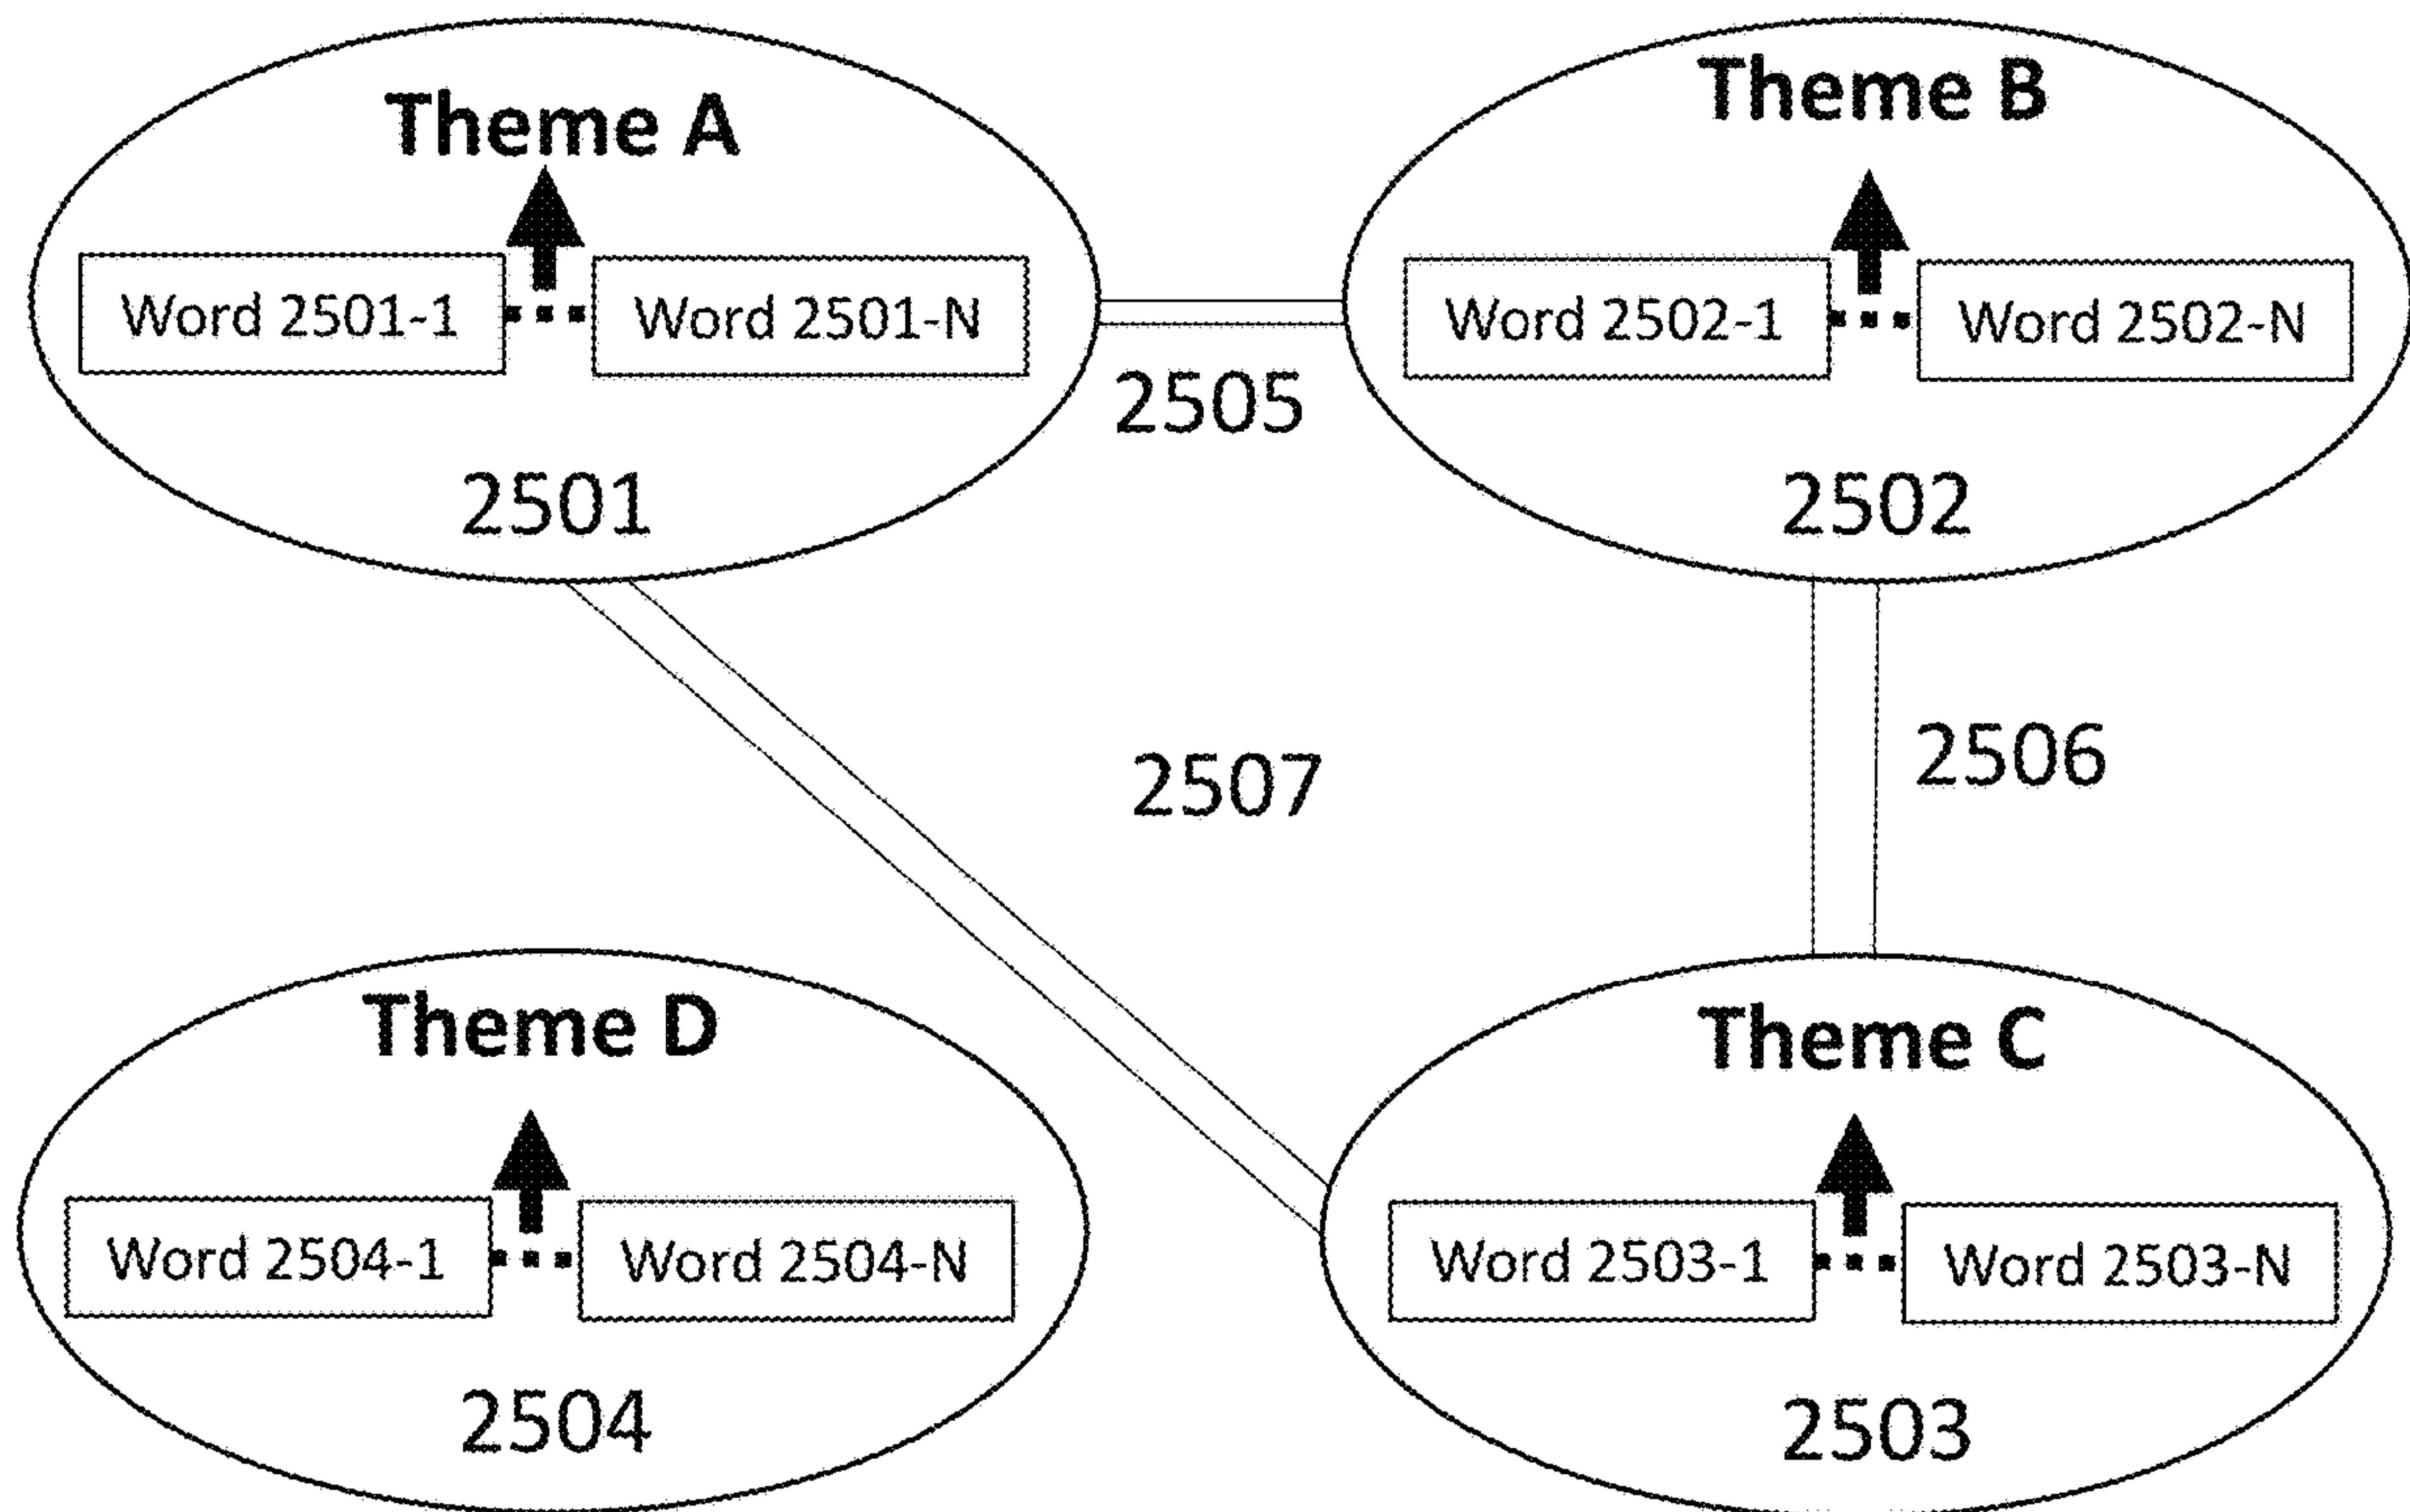 Theme A
Word 2501-1 ... Word 2501-N
2501
Theme B
Word 2502-1 ... Word 2502-N
2502
2505
2507
2506
Theme D
Word 2504-1 ... Word 2504-N
2504
Theme C
Word 2503-1 ... Word 2503-N
2503